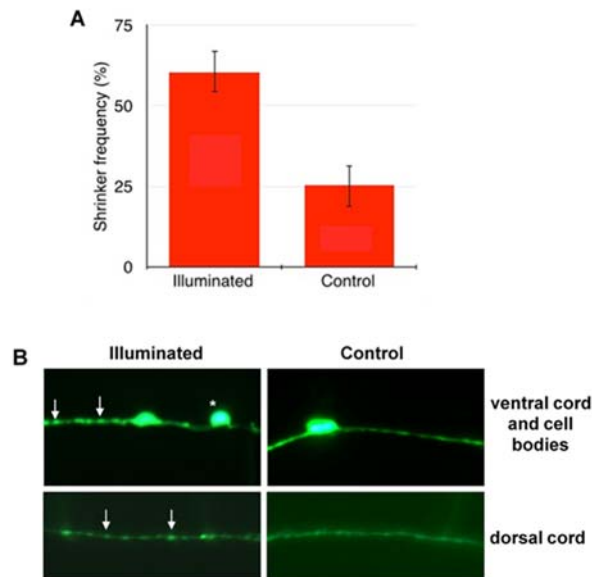 A
Shrinker frequency (%)
75
50
25
0
Illuminated
Control
B
Illuminated
Control
*
ventral cord
and cell
bodies
dorsal cord